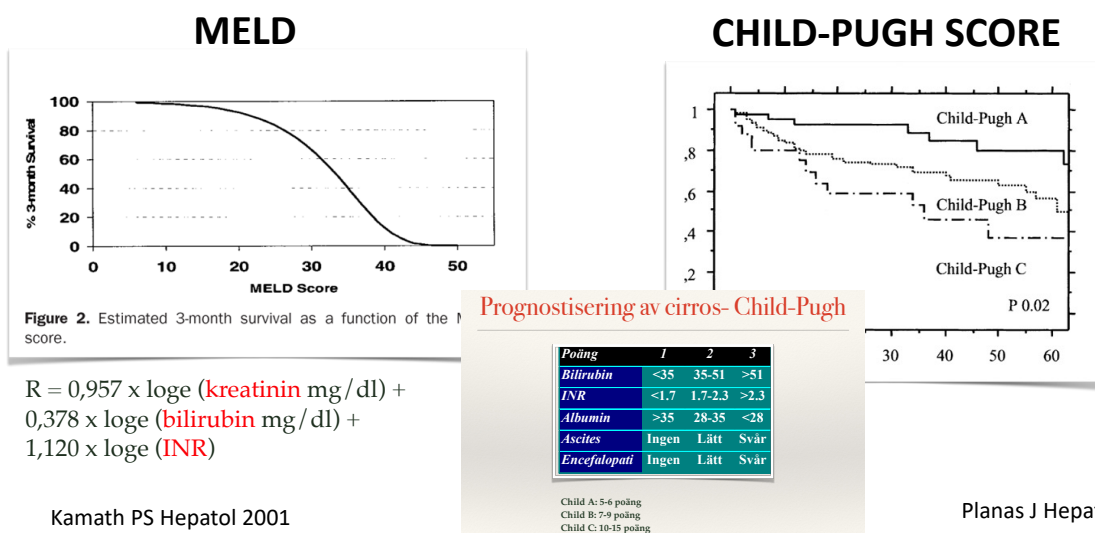 MELD
100
80
60
40
20
0
% 3-month Survival
0 10 20 30 40 50
MELD Score
Figure 2. Estimated 3-month survival as a function of the
score.
R = 0,957 x loge (kreatinin mg/dl) +
0,378 x loge (bilirubin mg/dl) +
1,120 x loge (INR)
Kamath PS Hepatol 2001
CHILD-PUGH SCORE
1
,8
,6
,4
,2
Child-Pugh A
Child-Pugh B
Child-Pugh C
P 0.02
30 40 50 60
Prognostisering av cirros- Child-Pugh
Poäng 1 2 3
Bilirubin <35 35-51 >51
INR <1.7 1.7-2.3 >2.3
Albumin >35 28-35 <28
Ascites Ingen Lätt Svår
Encefalopati Ingen Lätt Svår
Child A: 5-6 poäng
Child B: 7-9 poäng
Child C: 10-15 poäng
Planas J Hepat